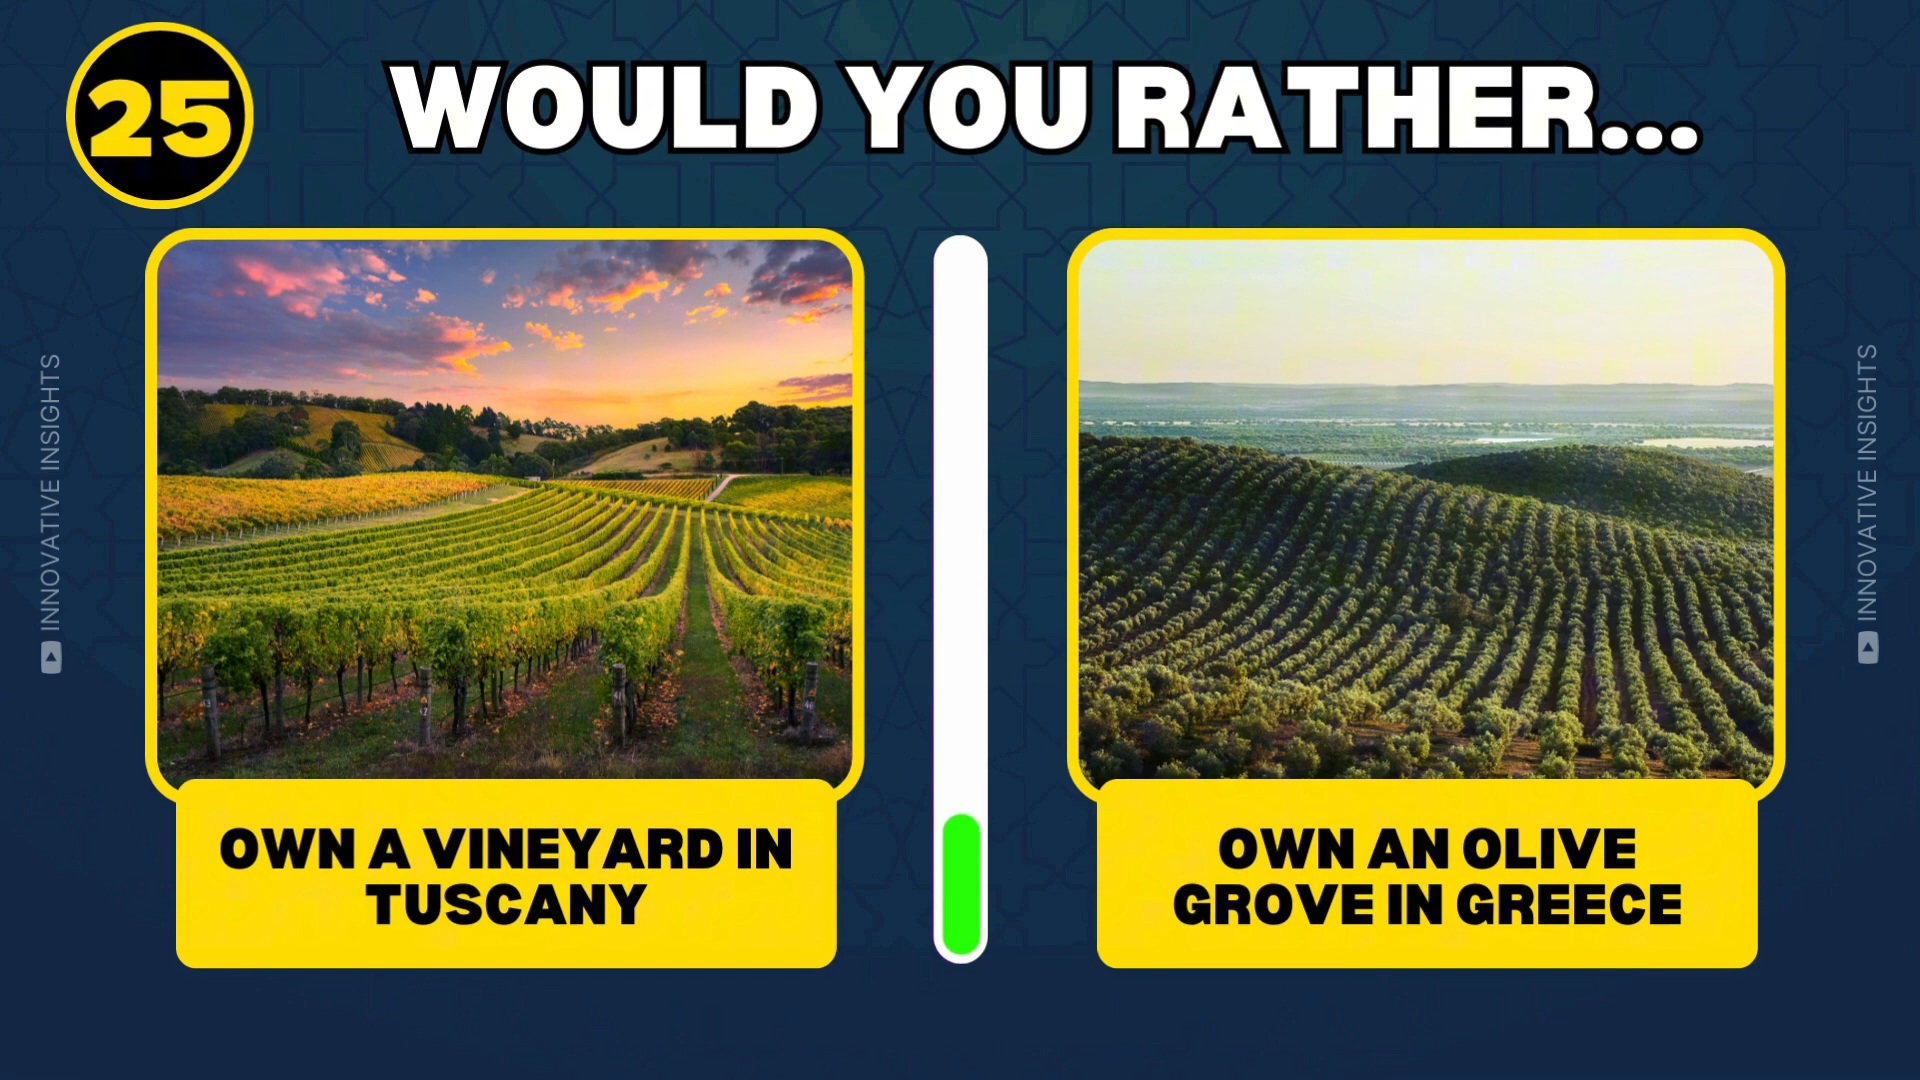 25
WOULD YOU RATHER...
INNOVATIVE INSIGHTS
OWN A VINEYARD IN
TUSCANY
OWN AN OLIVE
GROVE IN GREECE
INNOVATIVE INSIGHTS